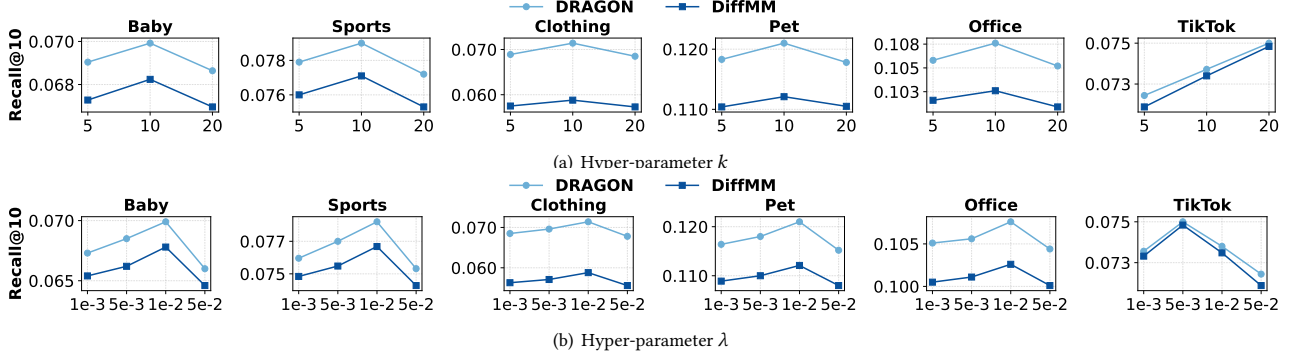 DRAGON DiffMM
Baby Sports Clothing Pet Office TikTok
Recall@10
0.070 0.068
5 10 20
0.078 0.076
5 10 20
0.070 0.060
5 10 20
0.120 0.110
5 10 20
0.108 0.105 0.103
5 10 20
0.075 0.073
5 10 20
(a) Hyper-parameter k
DRAGON DiffMM
Baby Sports Clothing Pet Office TikTok
Recall@10
0.070 0.065
1e-3 5e-3 1e-2 5e-2
0.077 0.075
1e-3 5e-3 1e-2 5e-2
0.070 0.060
1e-3 5e-3 1e-2 5e-2
0.120 0.110
1e-3 5e-3 1e-2 5e-2
0.105 0.100
1e-3 5e-3 1e-2 5e-2
0.075 0.073
1e-3 5e-3 1e-2 5e-2
(b) Hyper-parameter λ